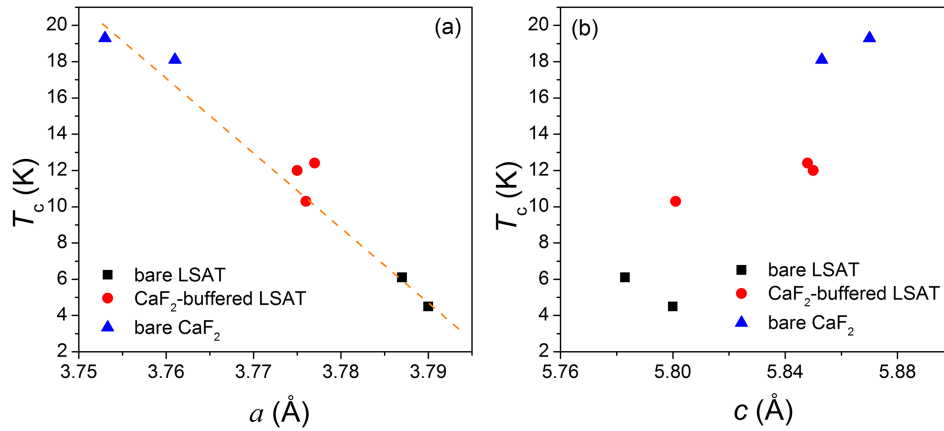 (a)
20
18
16
14
12
10
8
6
4
2
Tc (K)
bare LSAT
CaF2-buffered LSAT
bare CaF2
3.75 3.76 3.77 3.78 3.79
a (Å)
(b)
20
18
16
14
12
10
8
6
4
2
Tc (K)
bare LSAT
CaF2-buffered LSAT
bare CaF2
5.76 5.80 5.84 5.88
c (Å)